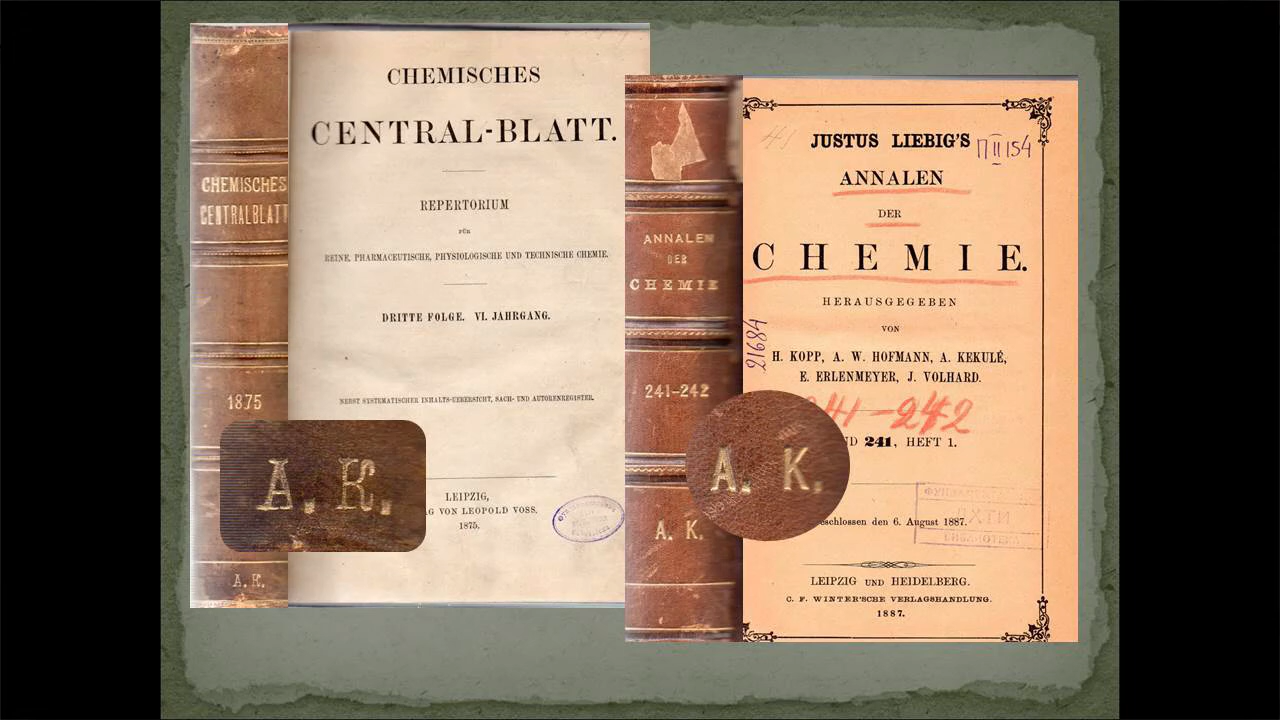 CHEMISCHES
CENTRALBLATT
1875
A. K.
A. K.
CHEMISCHES
CENTRAL-BLATT.
REPERTORIUM
FÜR
REINE, PHARMACEUTISCHE, PHYSIOLOGISCHE UND TECHNISCHE CHEMIE.
DRITTE FOLGE. VI. JAHRGANG.
NEBST SYSTEMATISCHER INHALTS-UEBERSICHT, SACH- UND AUTORENREGISTER.
LEIPZIG,
VON LEOPOLD VOSS.
1875.
ANNALEN
DER
CHEMIE
241-242
A. K.
A. K.
JUSTUS LIEBIG'S
П II 154
ANNALEN
DER
CHEMIE.
HERAUSGEGEBEN
VON
21684
H. KOPP, A. W. HOFMANN, A. KEKULÉ,
E. ERLENMEYER, J. VOLHARD.
241-242
241, HEFT 1.
den 6. August 1887.
LEIPZIG UND HEIDELBERG.
C. F. WINTER'SCHE VERLAGSHANDLUNG.
1887.